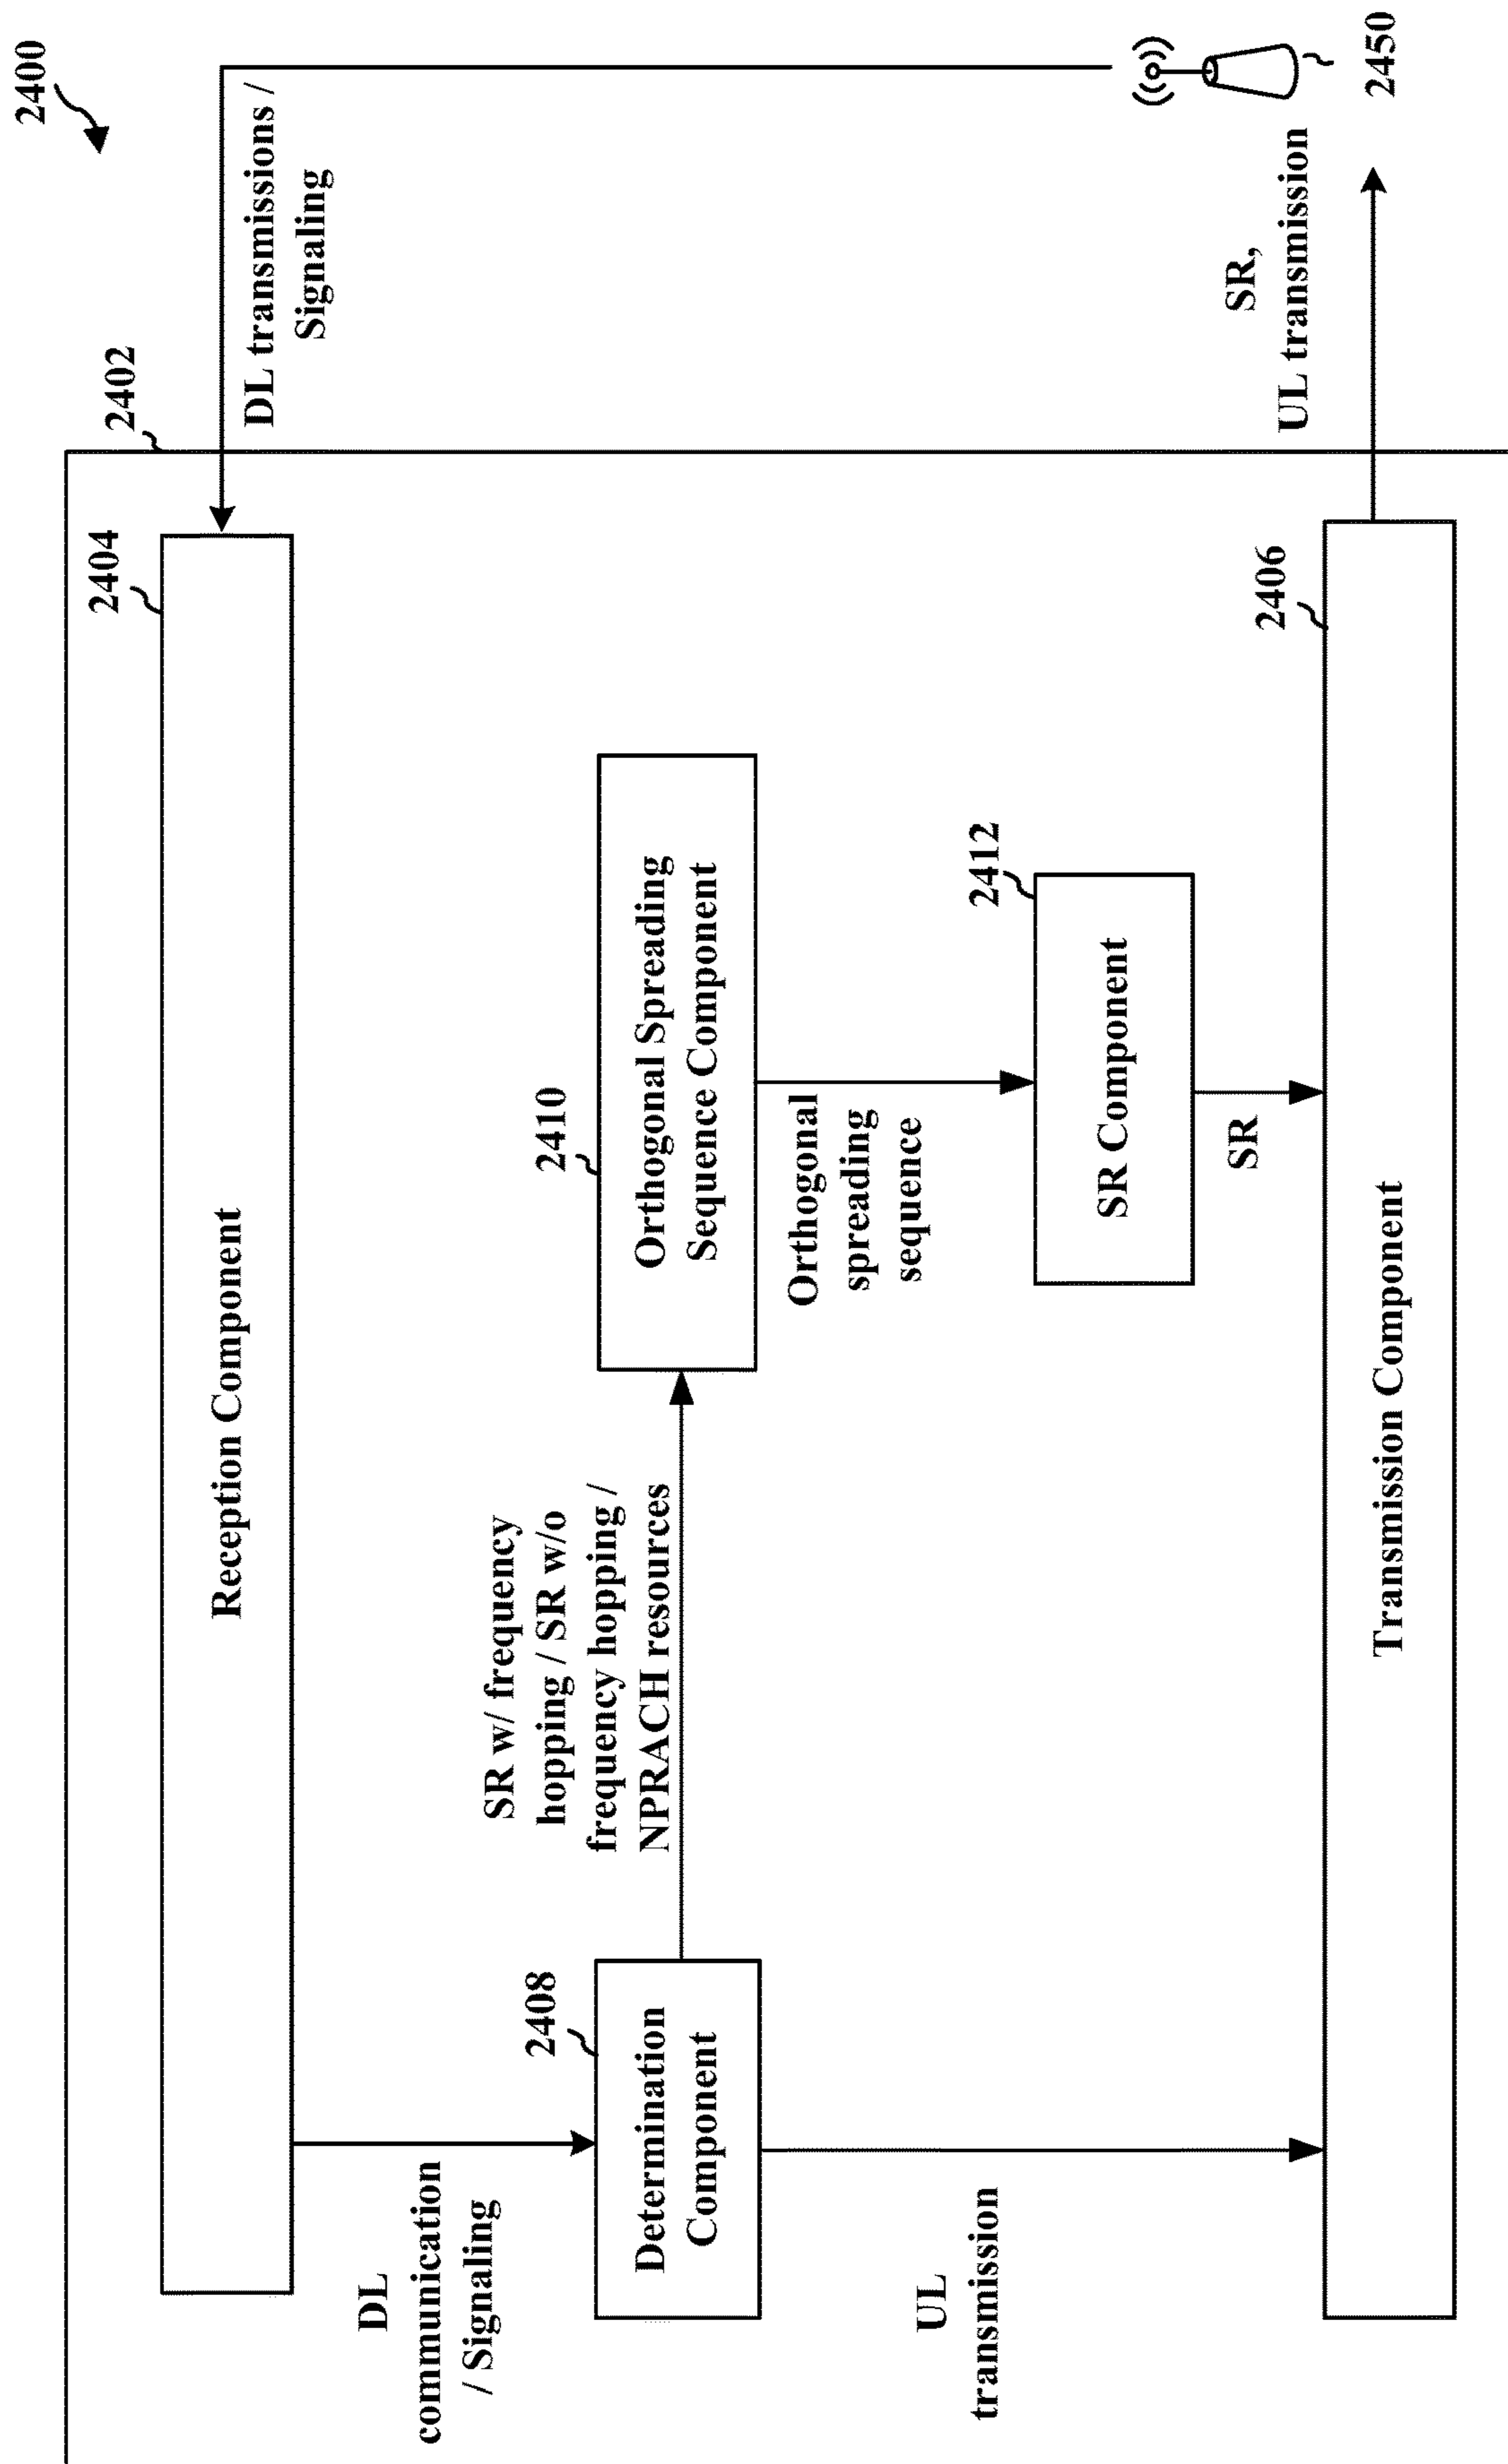 2400
2402
DL transmissions /
Signaling
2404
Reception Component
DL
communication
/ Signaling
2408
Determination
Component
SR w/ frequency
hopping / SR w/o
frequency hopping /
NPRACH resources
2410
Orthogonal Spreading
Sequence Component
Orthogonal
spreading
sequence
2412
SR Component
SR
UL
transmission
2406
Transmission Component
SR,
UL transmission
2450